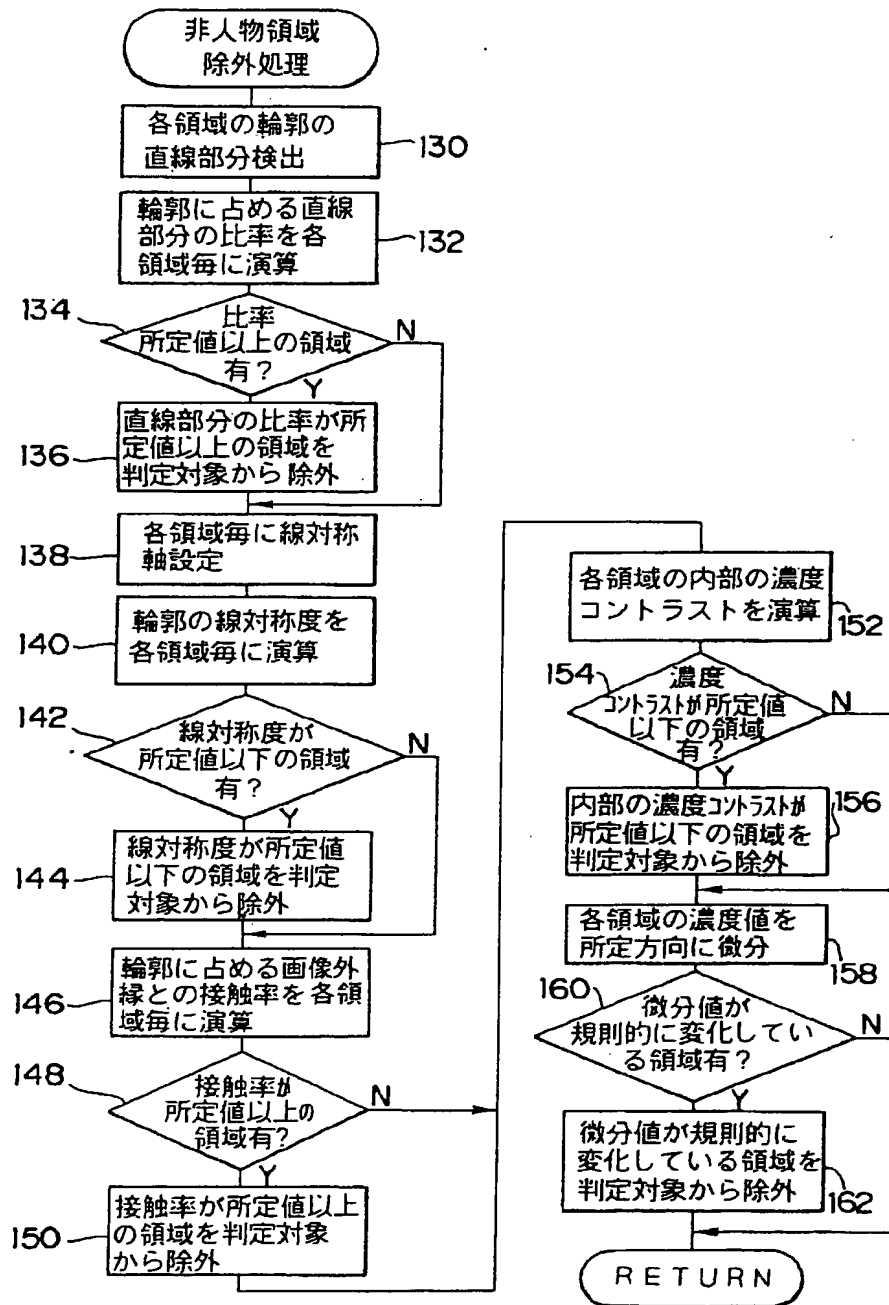 非人物領域
除外処理
各領域の輪郭の
直線部分検出
130
輪郭に占める直線
部分の比率を各
領域毎に演算
132
134
比率
所定値以上の領域
有?
N
Y
136
直線部分の比率が所
定値以上の領域を
判定対象から除外
138
各領域毎に線対称
軸設定
140
輪郭の線対称度を
各領域毎に演算
142
線対称度が
所定値以下の領域
有?
N
Y
144
線対称度が所定値
以下の領域を判定
対象から除外
146
輪郭に占める画像外
縁との接触率を各領
域毎に演算
148
接触率が
所定値以上の
領域有?
N
Y
150
接触率が所定値以上
の領域を判定対象
から除外
各領域の内部の濃度
コントラストを演算
152
154
濃度
コントラストが所定値
以下の領域
有?
N
Y
内部の濃度コントラストが
所定値以下の領域を
判定対象から除外
156
各領域の濃度値を
所定方向に微分
158
160
微分値が
規則的に変化してい
る領域有?
N
Y
微分値が規則的に
変化している領域を
判定対象から除外
162
RETURN